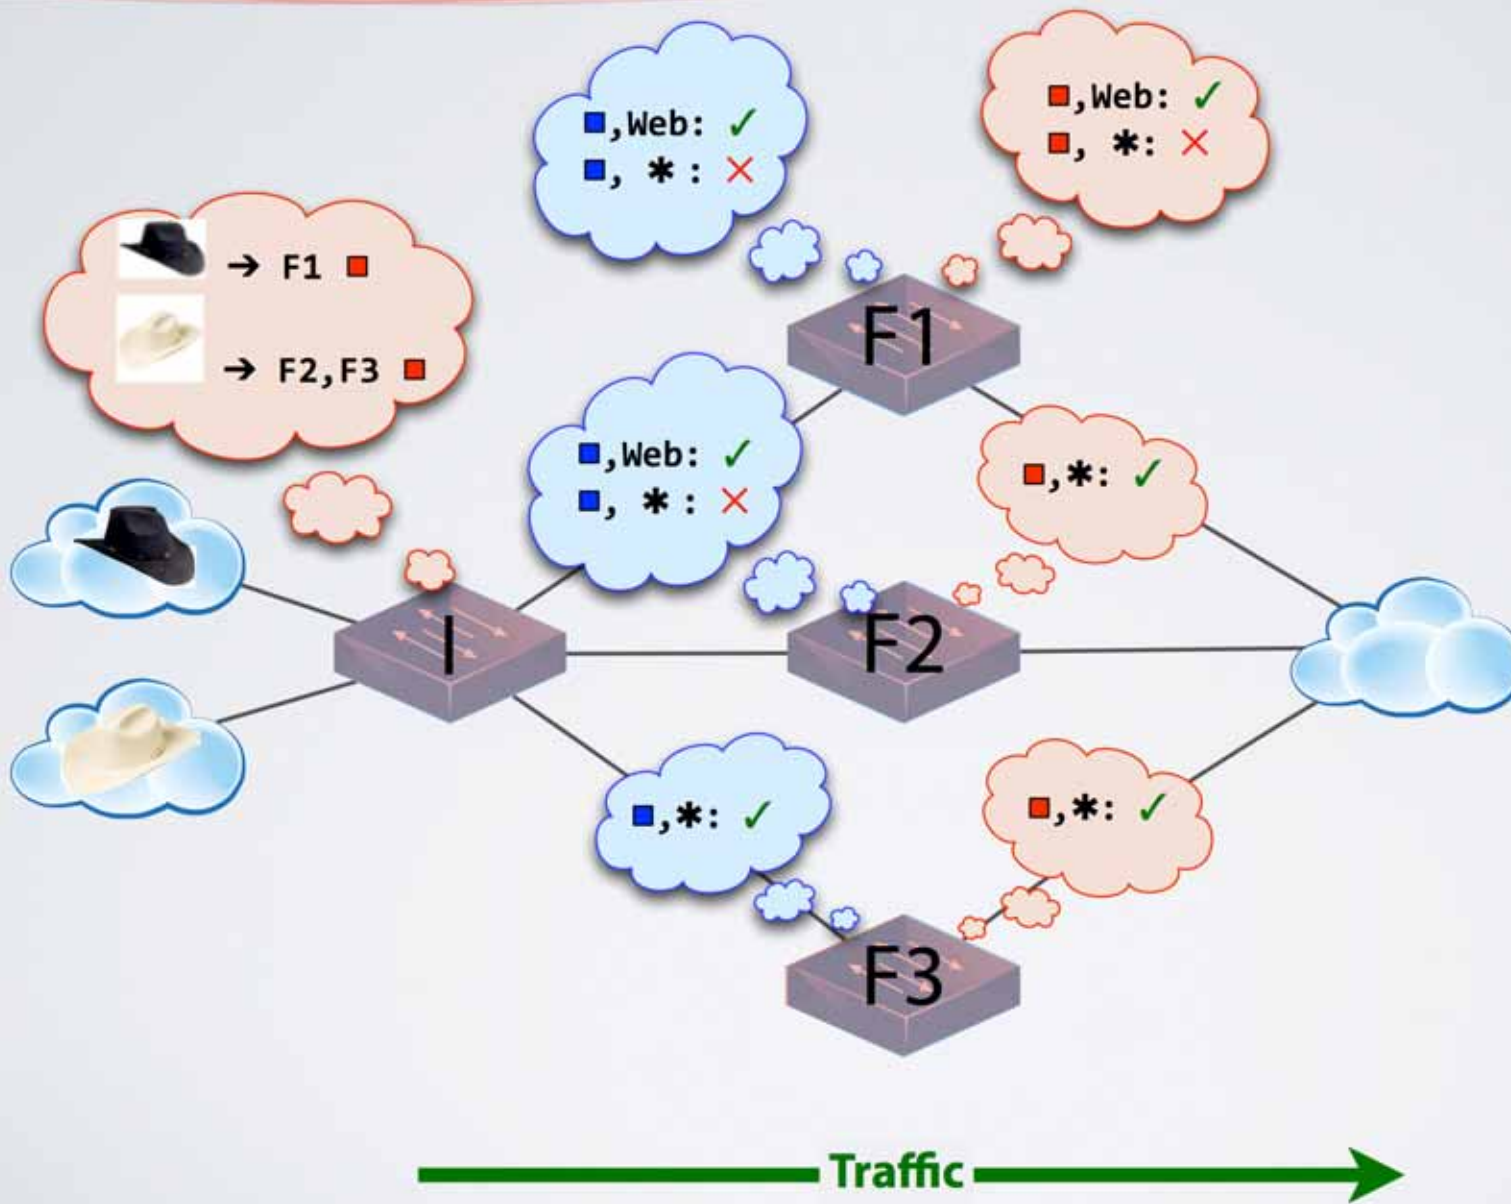 ■,Web: ✓
■, * : ✗
■,Web: ✓
■, *: ✗
➔ F1 ■
➔ F2,F3 ■
F1
■,Web: ✓
■, * : ✗
■,*: ✓
I
F2
■,*: ✓
■,*: ✓
F3
Traffic